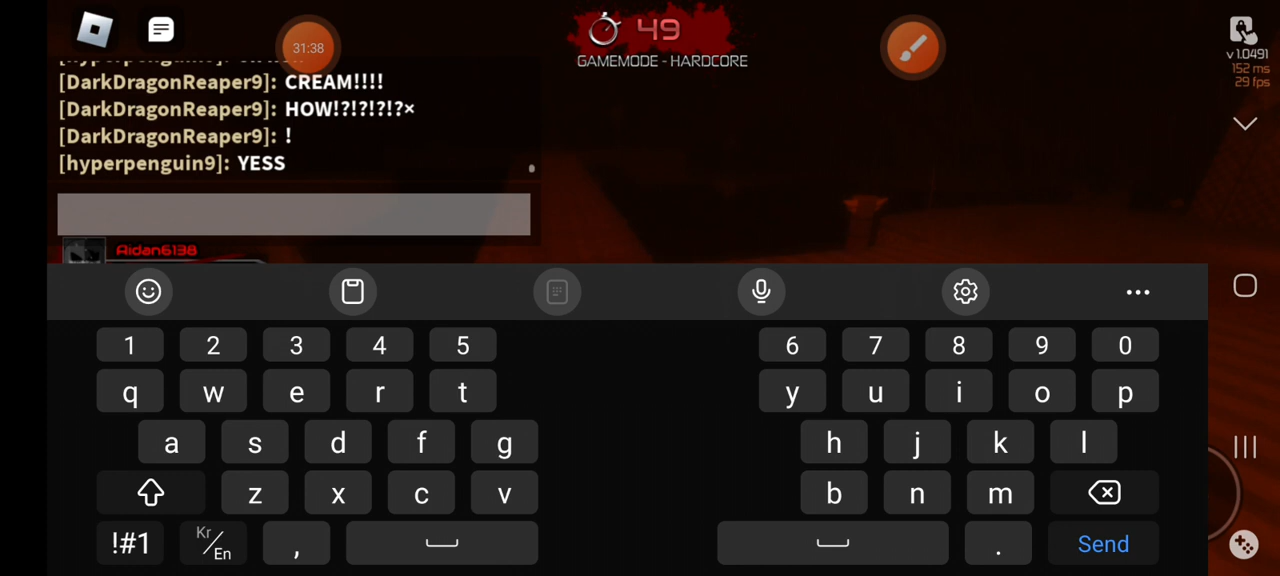 31:38
49
GAMEMODE - HARDCORE
v 1.0491
152 ms
29 fps
[DarkDragonReaper9]: CREAM!!!!
[DarkDragonReaper9]: HOW!?!?!?!?×
[DarkDragonReaper9]: !
[hyperpenguin9]: YESS
Aidan6138
1 2 3 4 5 6 7 8 9 0
q w e r t y u i o p
a s d f g h j k l
z x c v b n m
!#1 Kr/En , . Send